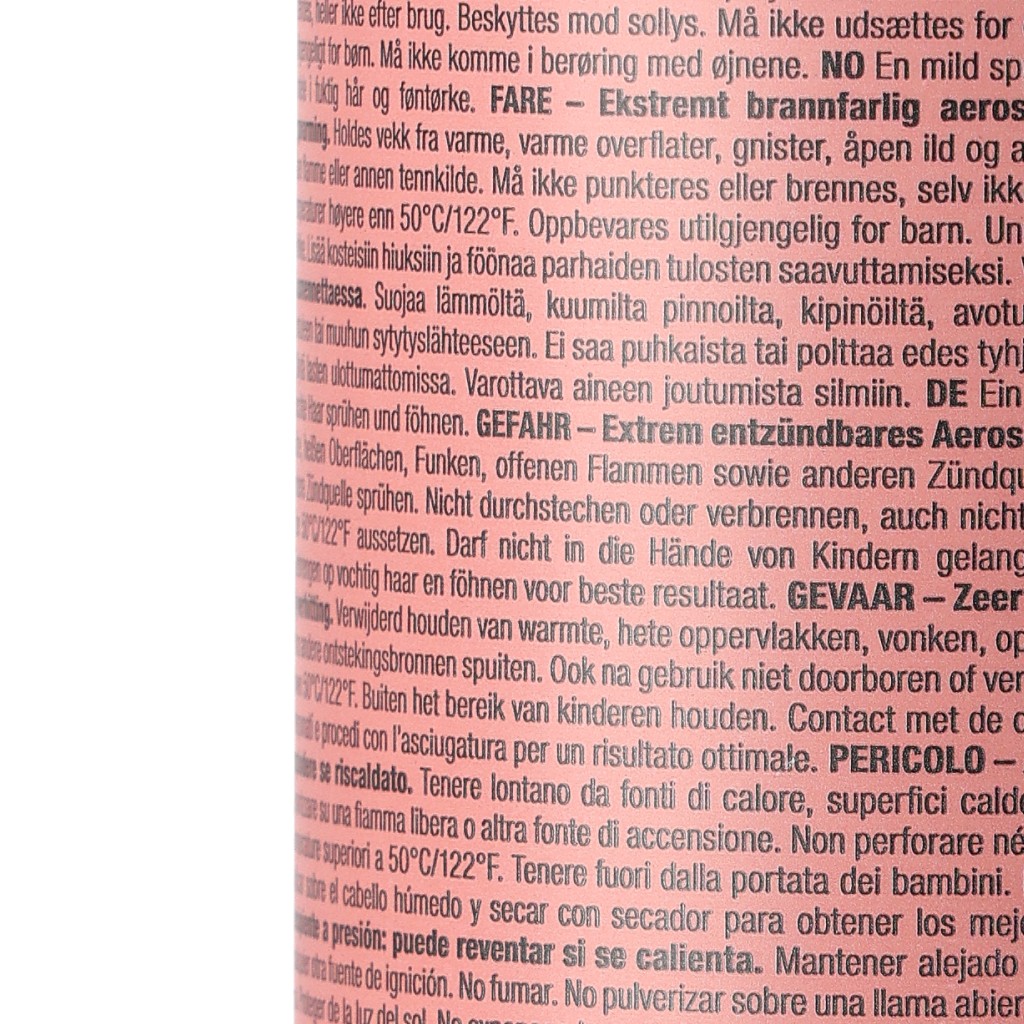 heller ikke efter brug. Beskyttes mod sollys. Må ikke udsættes for
for børn. Må ikke komme i berøring med øjnene. NO En mild sp
i fuktig hår og føntørke. FARE – Ekstremt brannfarlig aeros
Holdes vekk fra varme, varme overflater, gnister, åpen ild og a
flamme eller annen tennkilde. Må ikke punkteres eller brennes, selv ikk
høyere enn 50°C/122°F. Oppbevares utilgjengelig for barn. Un
Lisää kosteisiin hiuksiin ja föönaa parhaiden tulosten saavuttamiseksi.
Suojaa lämmöltä, kuumilta pinnoilta, kipinöiltä, avotu
tai muuhun sytytyslähteeseen. Ei saa puhkaista tai polttaa edes tyhj
lasten ulottumattomissa. Varottava aineen joutumista silmiin. DE Ein
Haar sprühen und föhnen. GEFAHR – Extrem entzündbares Aeros
heißen Oberflächen, Funken, offenen Flammen sowie anderen Zündqu
Zündquelle sprühen. Nicht durchstechen oder verbrennen, auch nicht
50°C/122°F aussetzen. Darf nicht in die Hände von Kindern gelang
op vochtig haar en föhnen voor beste resultaat. GEVAAR – Zeer
Verwijderd houden van warmte, hete oppervlakken, vonken, op
andere ontstekingsbronnen spuiten. Ook na gebruik niet doorboren of ver
50°C/122°F. Buiten het bereik van kinderen houden. Contact met de o
e procedi con l'asciugatura per un risultato ottimale. PERICOLO –
se riscaldato. Tenere lontano da fonti di calore, superfici calde
su una fiamma libera o altra fonte di accensione. Non perforare né
superiori a 50°C/122°F. Tenere fuori dalla portata dei bambini.
sobre el cabello húmedo y secar con secador para obtener los mejo
a presión: puede reventar si se calienta. Mantener alejado
otra fuente de ignición. No fumar. No pulverizar sobre una llama abier
de la luz del sol. No